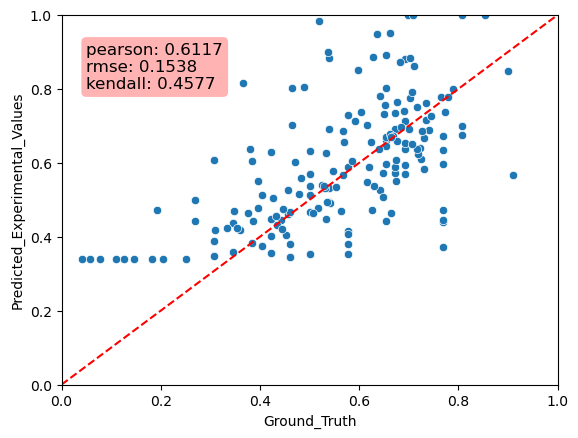 pearson: 0.6117
rmse: 0.1538
kendall: 0.4577
Predicted_Experimental_Values
1.0
0.8
0.6
0.4
0.2
0.0
0.0 0.2 0.4 0.6 0.8 1.0
Ground_Truth